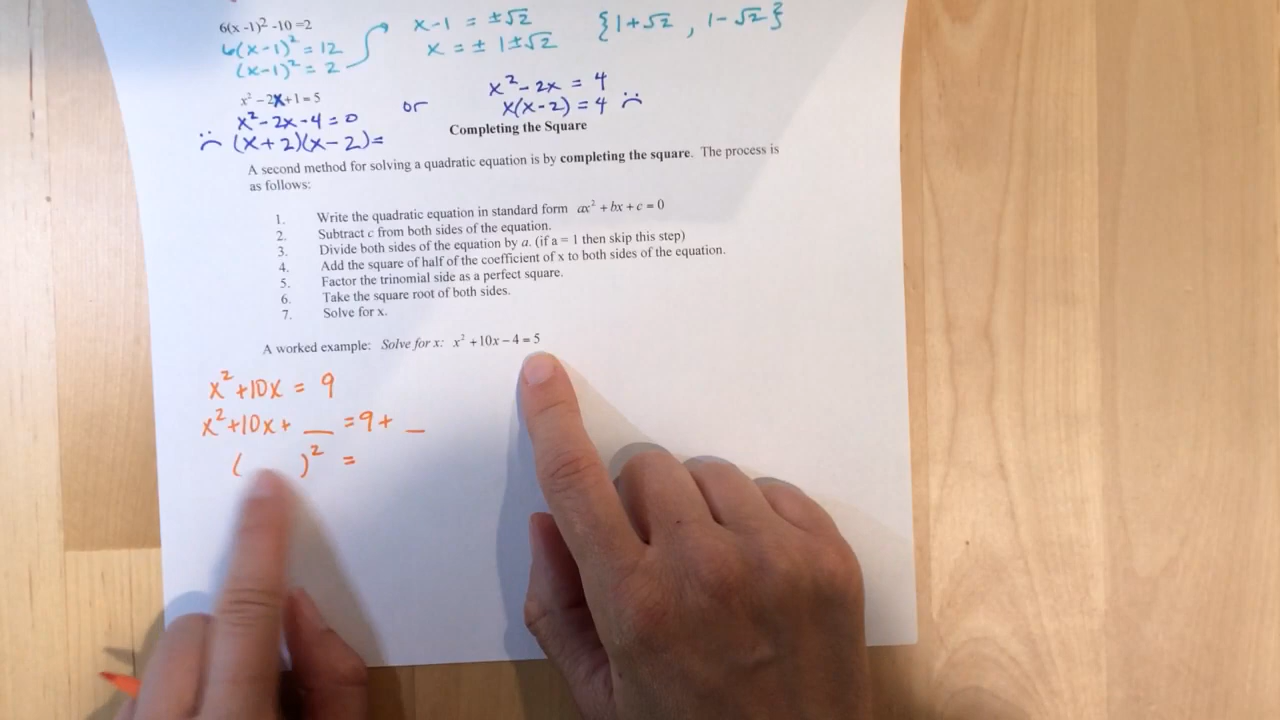 6(x -1)² -10 =2
6(x-1)² = 12
(x-1)² = 2
x-1 = ±√2
x = ± 1±√2
{1+√2 , 1-√2}
x² - 2x+1 = 5
x²-2x-4=0
(x+2)(x-2)=
or
x²-2x = 4
x(x-2) = 4
Completing the Square
A second method for solving a quadratic equation is by completing the square. The process is
as follows:
1. Write the quadratic equation in standard form ax² + bx + c = 0
2. Subtract c from both sides of the equation.
3. Divide both sides of the equation by a. (if a = 1 then skip this step)
4. Add the square of half of the coefficient of x to both sides of the equation.
5. Factor the trinomial side as a perfect square.
6. Take the square root of both sides.
7. Solve for x.
A worked example: Solve for x: x² +10x – 4 = 5
x²+10x = 9
x²+10x+ __ =9+ _
( )² =